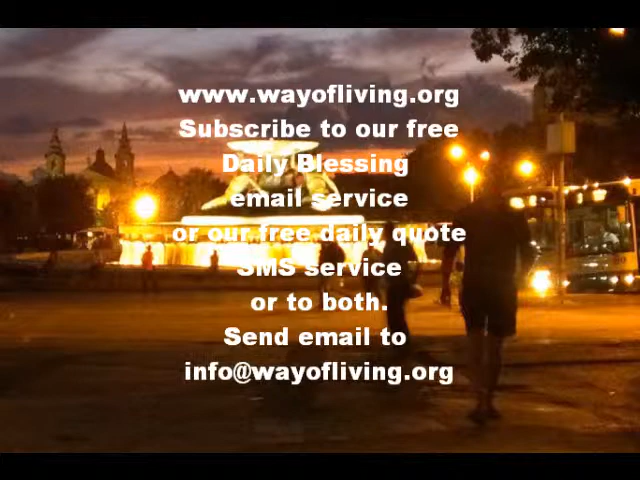 www.wayofliving.org
Subscribe to our free
Daily Blessing
email service
or our free daily quote
SMS service
or to both.
Send email to
info@wayofliving.org